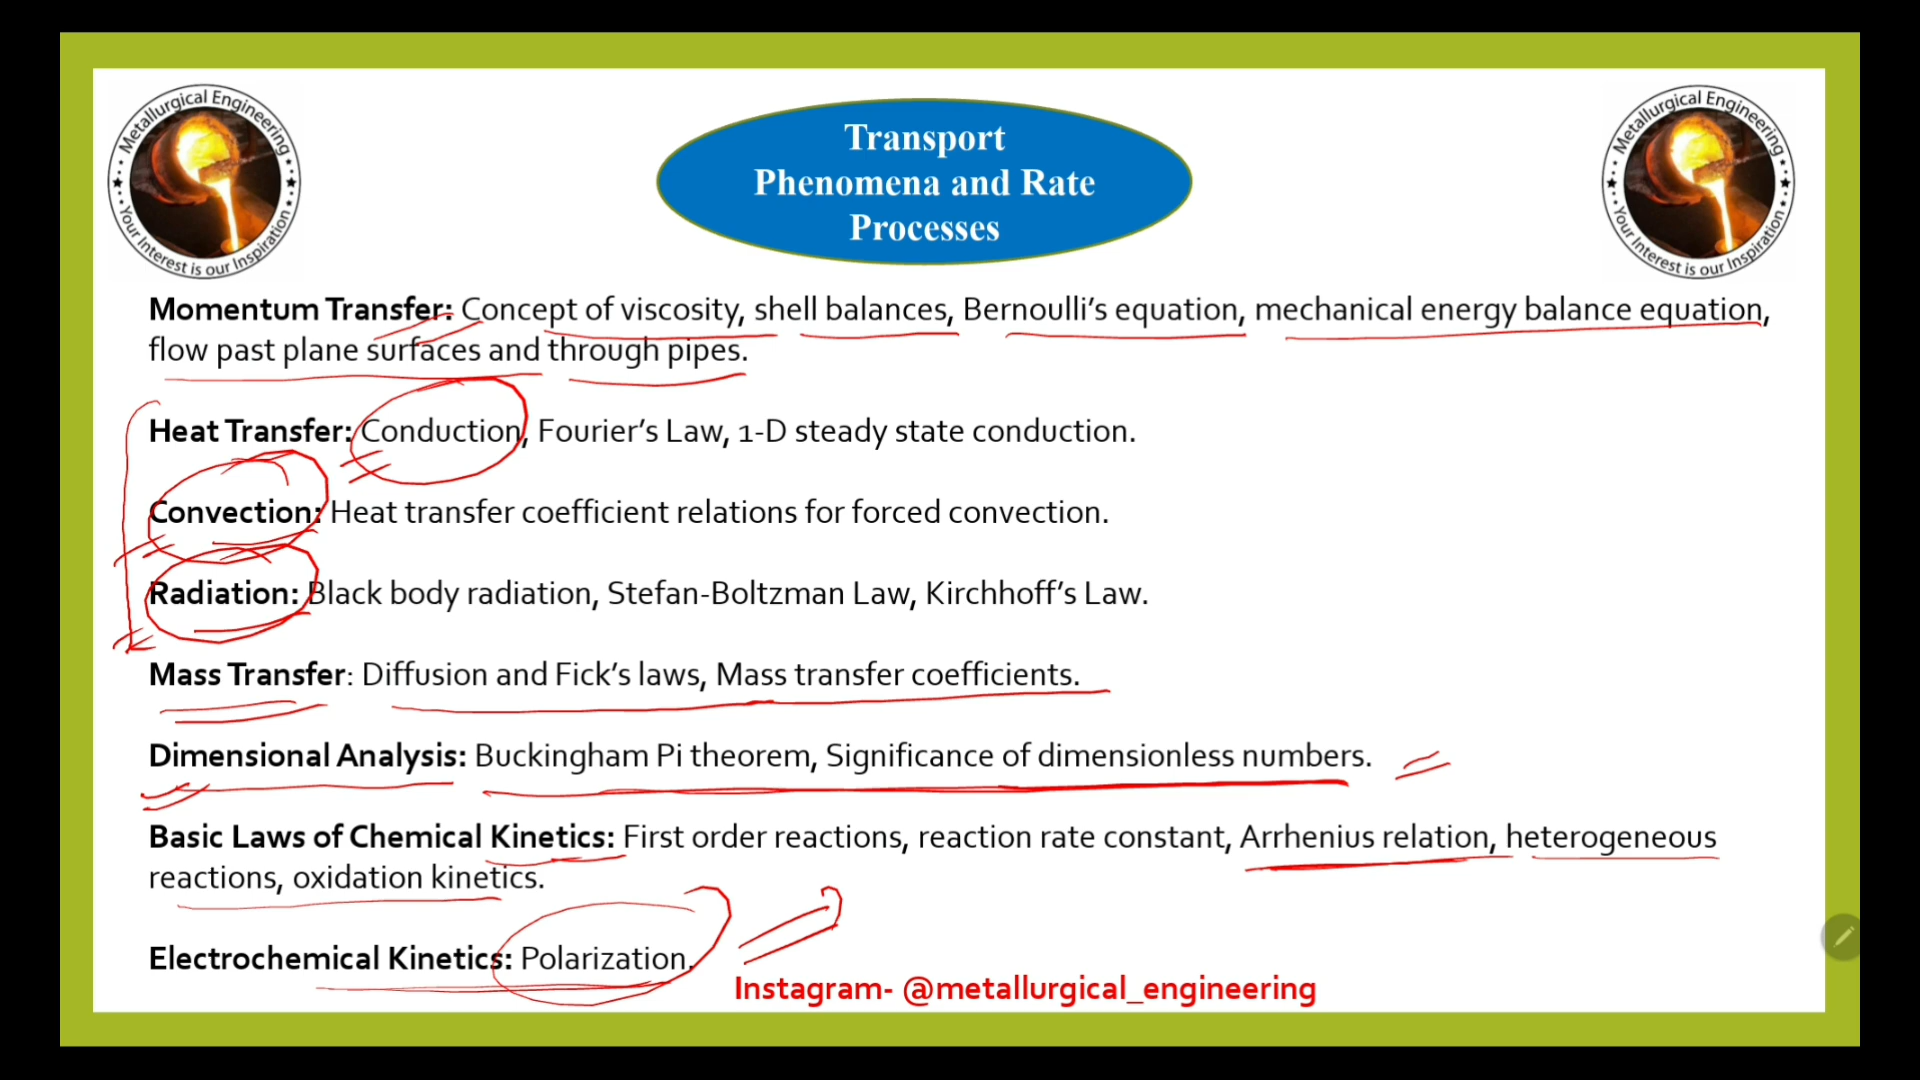 Metallurgical Engineering
Your Interest is our Inspiration
Transport
Phenomena and Rate
Processes
Metallurgical Engineering
Your Interest is our Inspiration
Momentum Transfer: Concept of viscosity, shell balances, Bernoulli’s equation, mechanical energy balance equation,
flow past plane surfaces and through pipes.
Heat Transfer: Conduction, Fourier’s Law, 1-D steady state conduction.
Convection: Heat transfer coefficient relations for forced convection.
Radiation: Black body radiation, Stefan-Boltzman Law, Kirchhoff’s Law.
Mass Transfer: Diffusion and Fick’s laws, Mass transfer coefficients.
Dimensional Analysis: Buckingham Pi theorem, Significance of dimensionless numbers.
Basic Laws of Chemical Kinetics: First order reactions, reaction rate constant, Arrhenius relation, heterogeneous
reactions, oxidation kinetics.
Electrochemical Kinetics: Polarization.
Instagram- @metallurgical_engineering